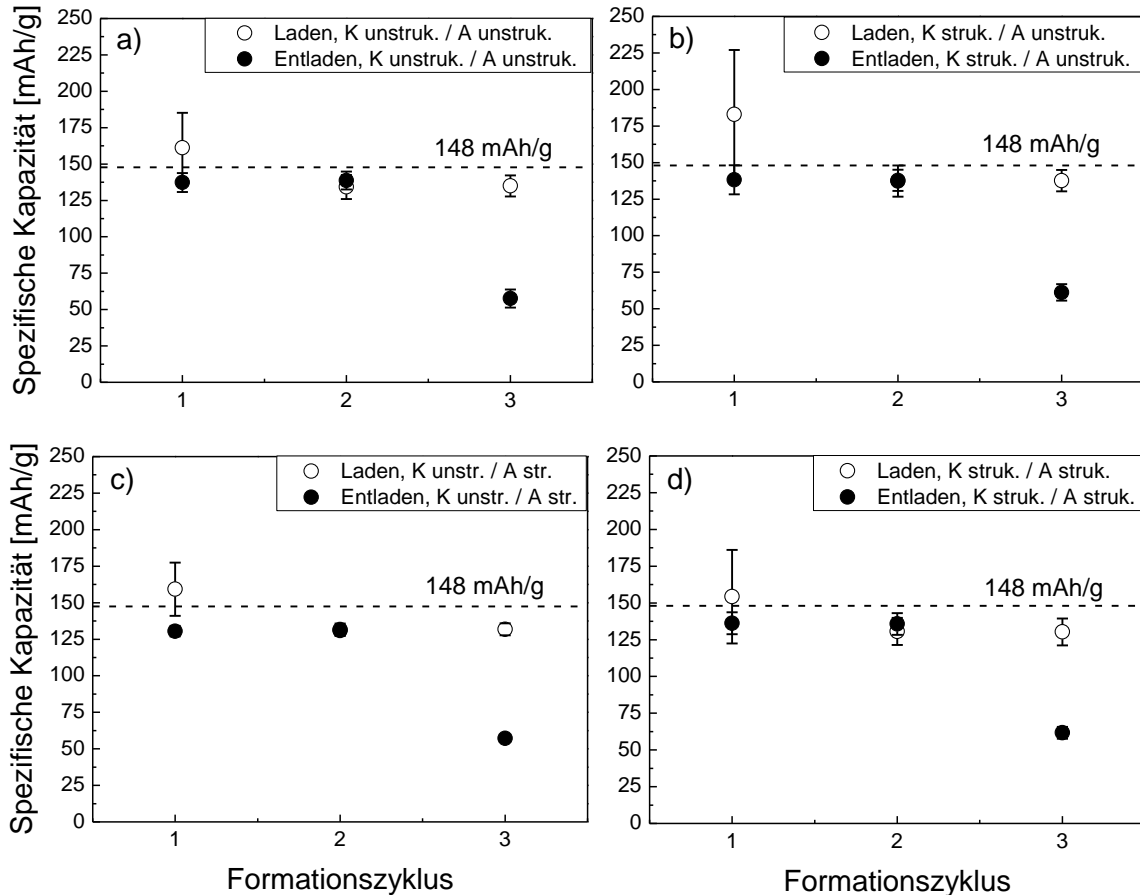 Spezifische Kapazität [mAh/g]
250
225
200
175
150
125
100
75
50
25
0
a)
Laden, K unstruk. / A unstruk.
Entladen, K unstruk. / A unstruk.
148 mAh/g
1
2
3
250
225
200
175
150
125
100
75
50
25
0
b)
Laden, K struk. / A unstruk.
Entladen, K struk. / A unstruk.
148 mAh/g
1
2
3
Spezifische Kapazität [mAh/g]
250
225
200
175
150
125
100
75
50
25
0
c)
Laden, K unstr. / A str.
Entladen, K unstr. / A str.
148 mAh/g
1
2
3
Formationszyklus
250
225
200
175
150
125
100
75
50
25
0
d)
Laden, K struk. / A struk.
Entladen, K struk. / A struk.
148 mAh/g
1
2
3
Formationszyklus